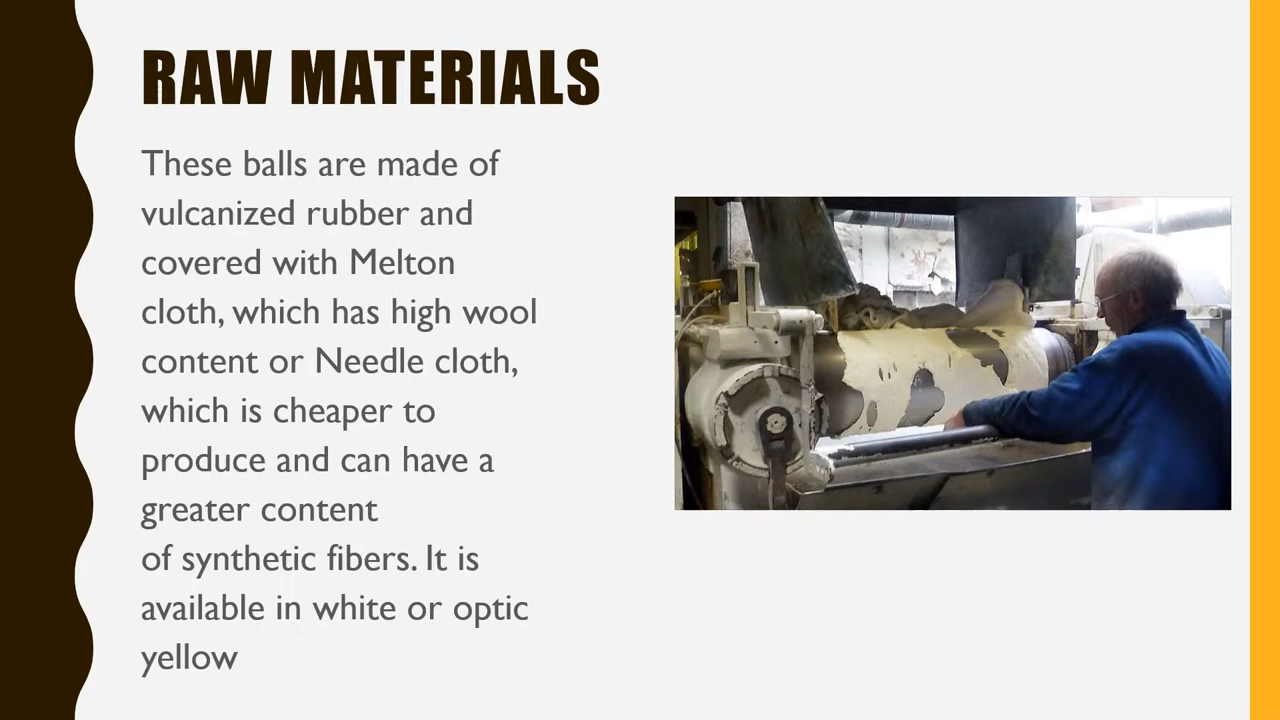 RAW MATERIALS
These balls are made of
vulcanized rubber and
covered with Melton
cloth, which has high wool
content or Needle cloth,
which is cheaper to
produce and can have a
greater content
of synthetic fibers. It is
available in white or optic
yellow